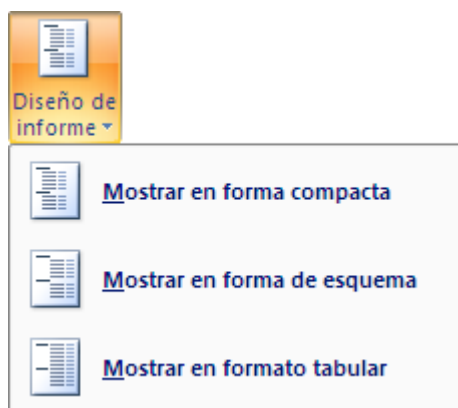 Diseño de
informe
Mostrar en forma compacta
Mostrar en forma de esquema
Mostrar en formato tabular